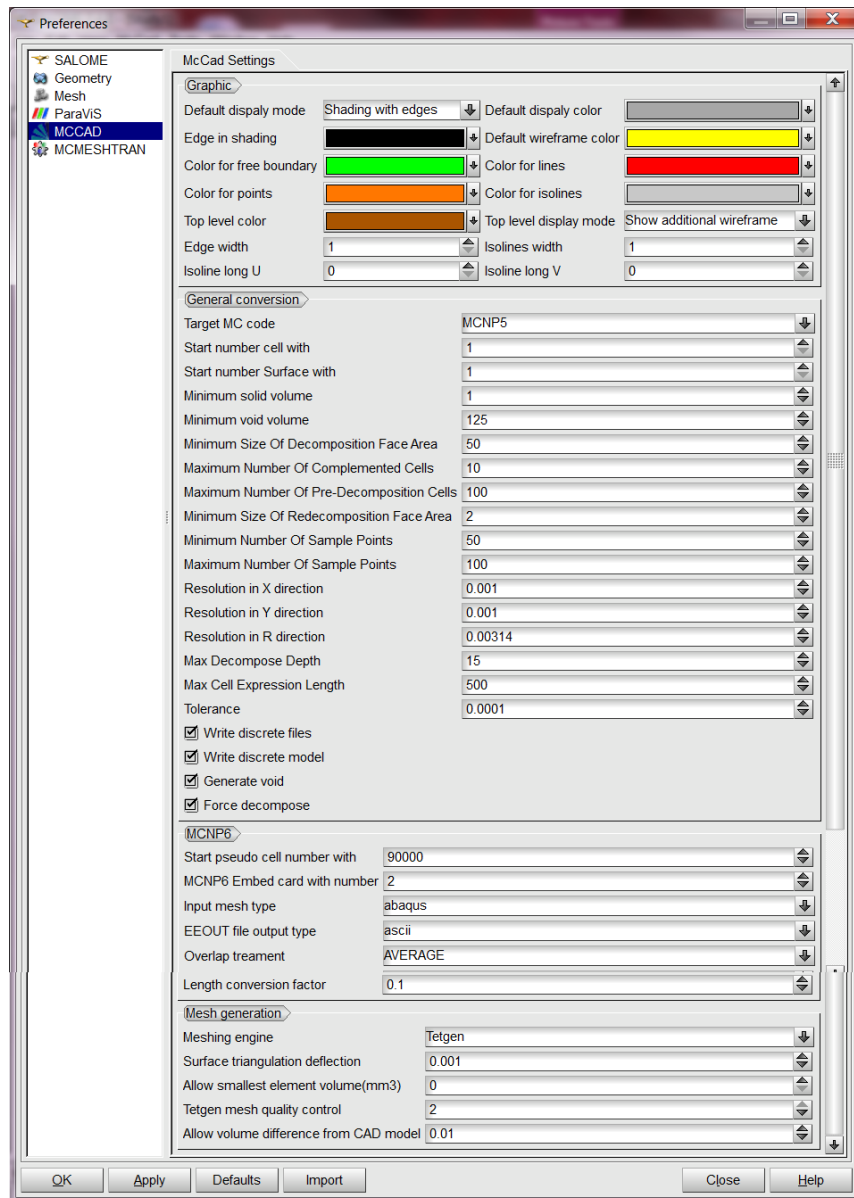 Preferences
SALOME
Geometry
Mesh
ParaViS
MCCAD
MCMESHTRAN
McCad Settings
Graphic
Default dispaly mode Shading with edges Default dispaly color
Edge in shading Default wireframe color
Color for free boundary Color for lines
Color for points Color for isolines
Top level color Top level display mode Show additional wireframe
Edge width 1 Isolines width 1
Isoline long U 0 Isoline long V 0
General conversion
Target MC code MCNP5
Start number cell with 1
Start number Surface with 1
Minimum solid volume 1
Minimum void volume 125
Minimum Size Of Decomposition Face Area 50
Maximum Number Of Complemented Cells 10
Maximum Number Of Pre-Decomposition Cells 100
Minimum Size Of Redecomposition Face Area 2
Minimum Number Of Sample Points 50
Maximum Number Of Sample Points 100
Resolution in X direction 0.001
Resolution in Y direction 0.001
Resolution in R direction 0.00314
Max Decompose Depth 15
Max Cell Expression Length 500
Tolerance 0.0001
Write discrete files
Write discrete model
Generate void
Force decompose
MCNP6
Start pseudo cell number with 90000
MCNP6 Embed card with number 2
Input mesh type abaqus
EEOUT file output type ascii
Overlap treament AVERAGE
Length conversion factor 0.1
Mesh generation
Meshing engine Tetgen
Surface triangulation deflection 0.001
Allow smallest element volume(mm3) 0
Tetgen mesh quality control 2
Allow volume difference from CAD model 0.01
OK Apply Defaults Import Close Help